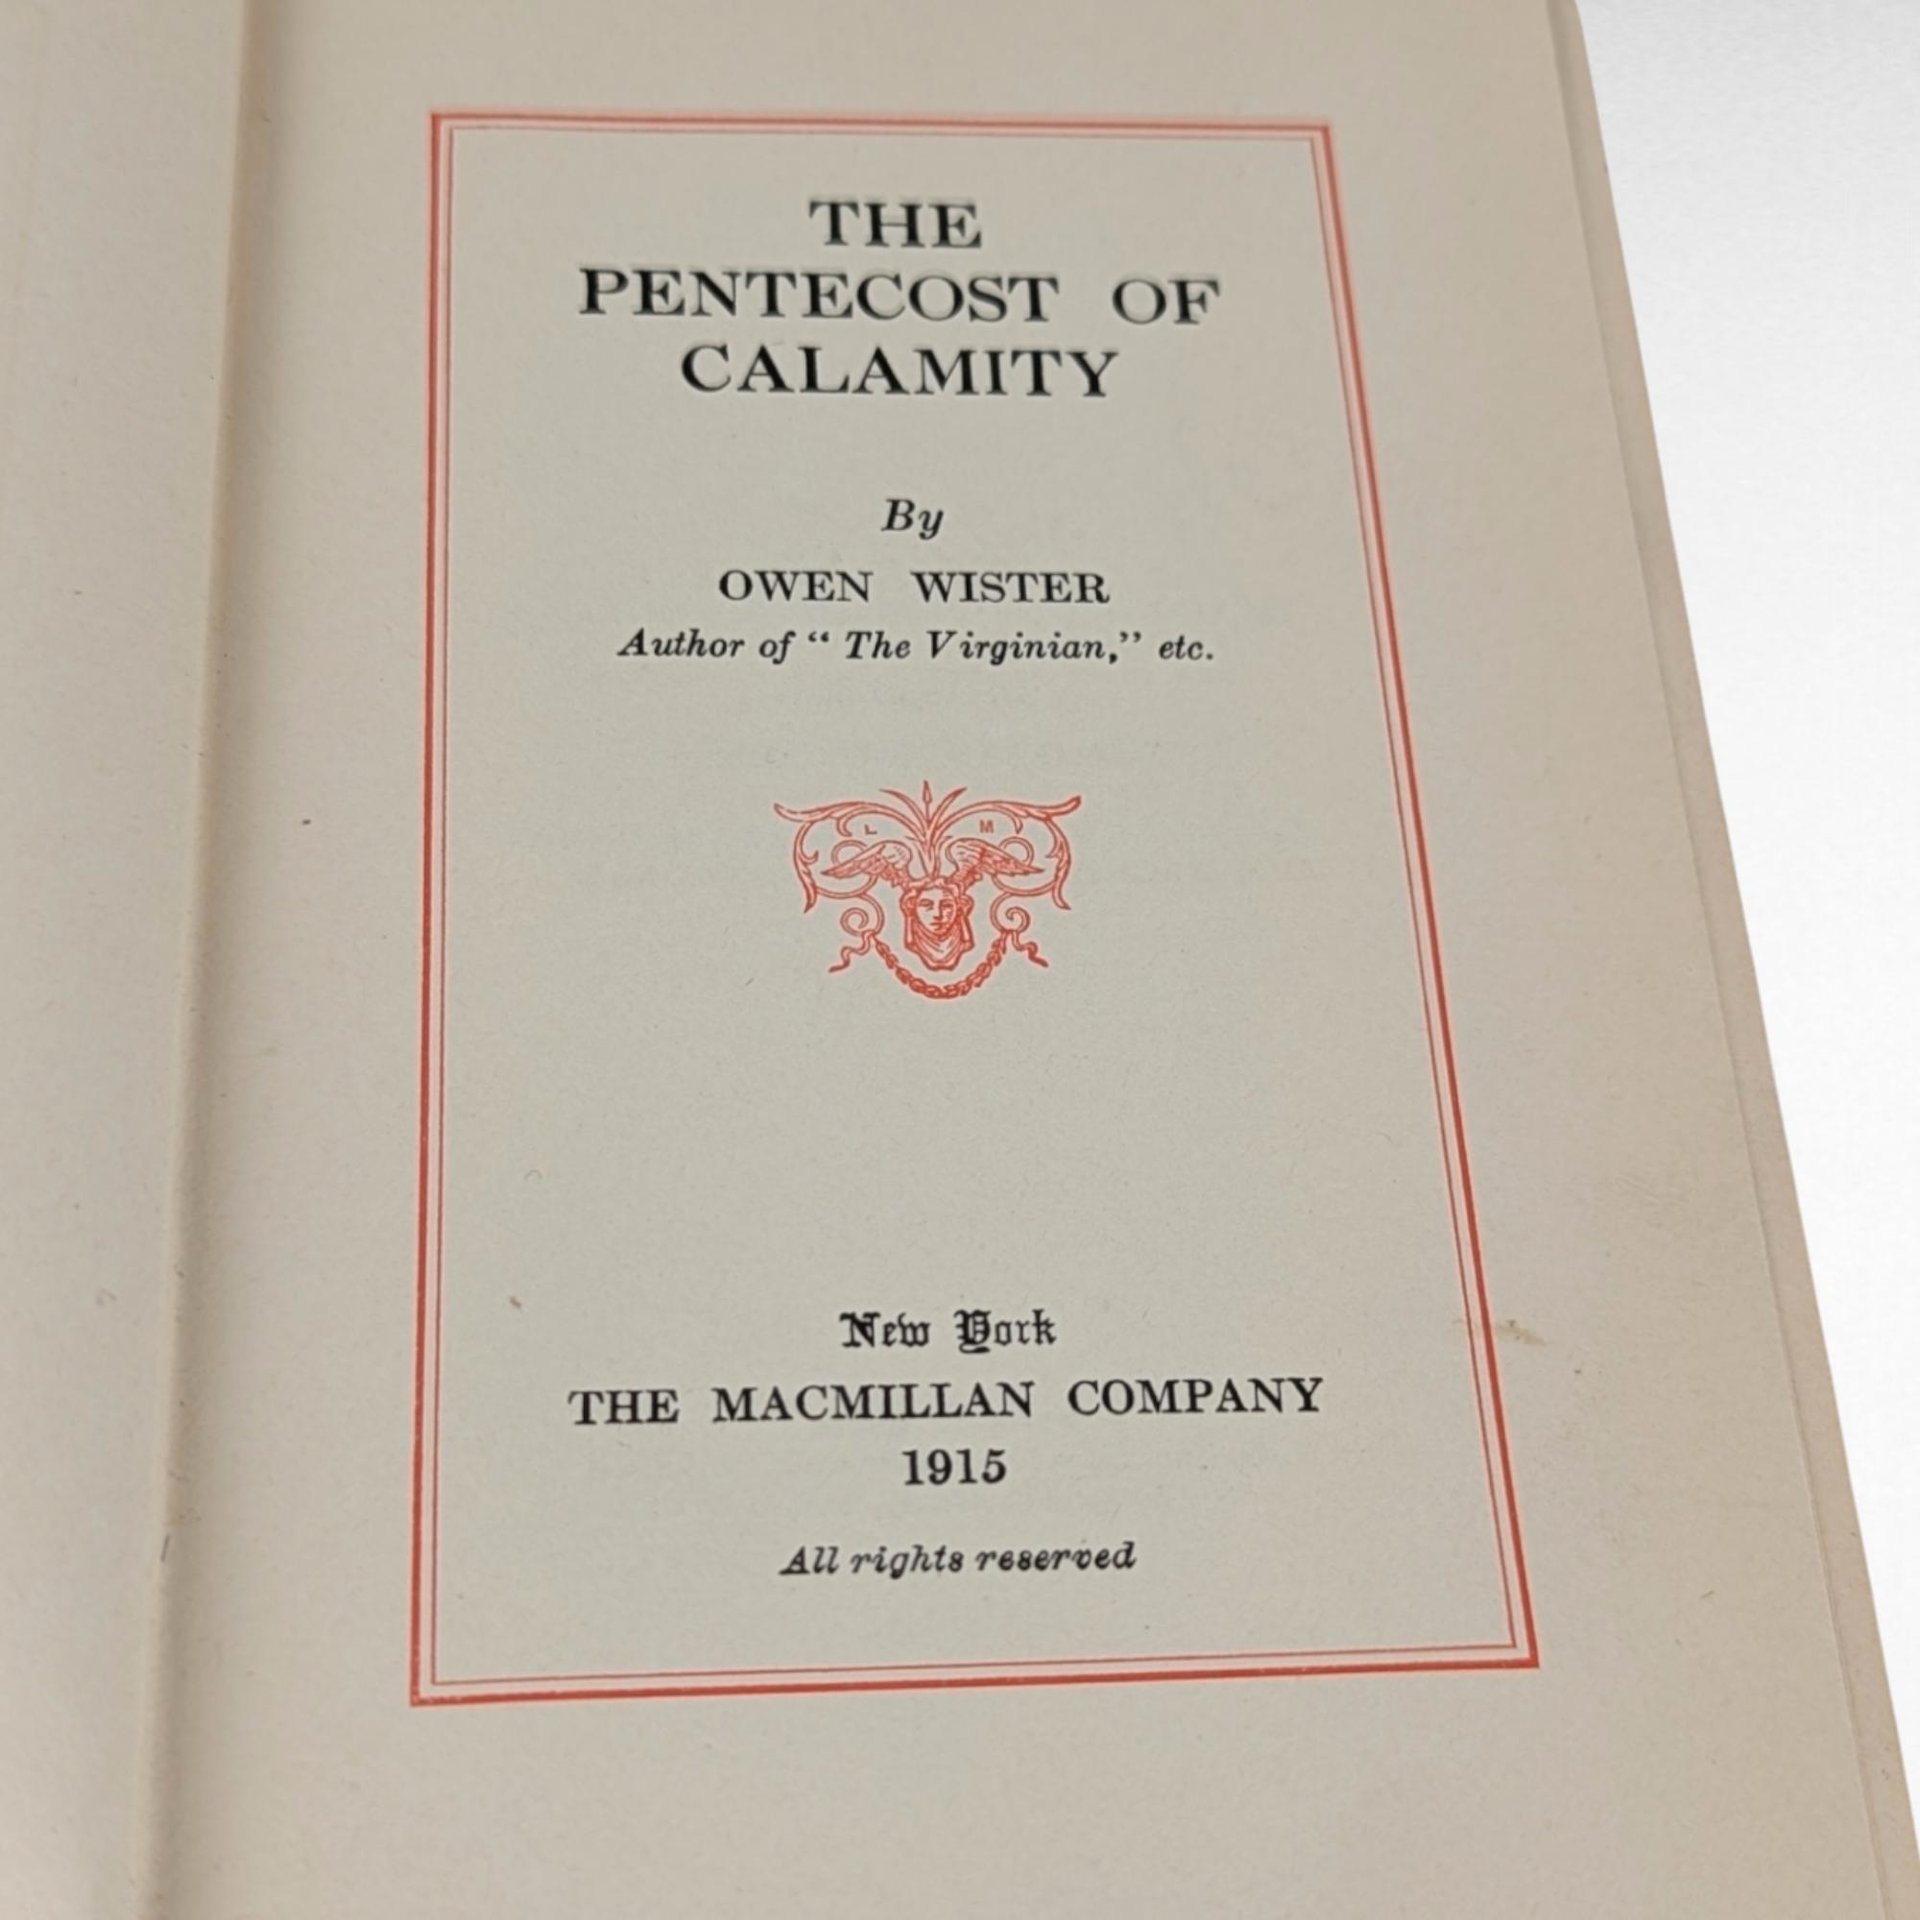 THE
PENTECOST OF
CALAMITY
By
OWEN WISTER
Author of “ The Virginian,” etc.
L M
New York
THE MACMILLAN COMPANY
1915
All rights reserved